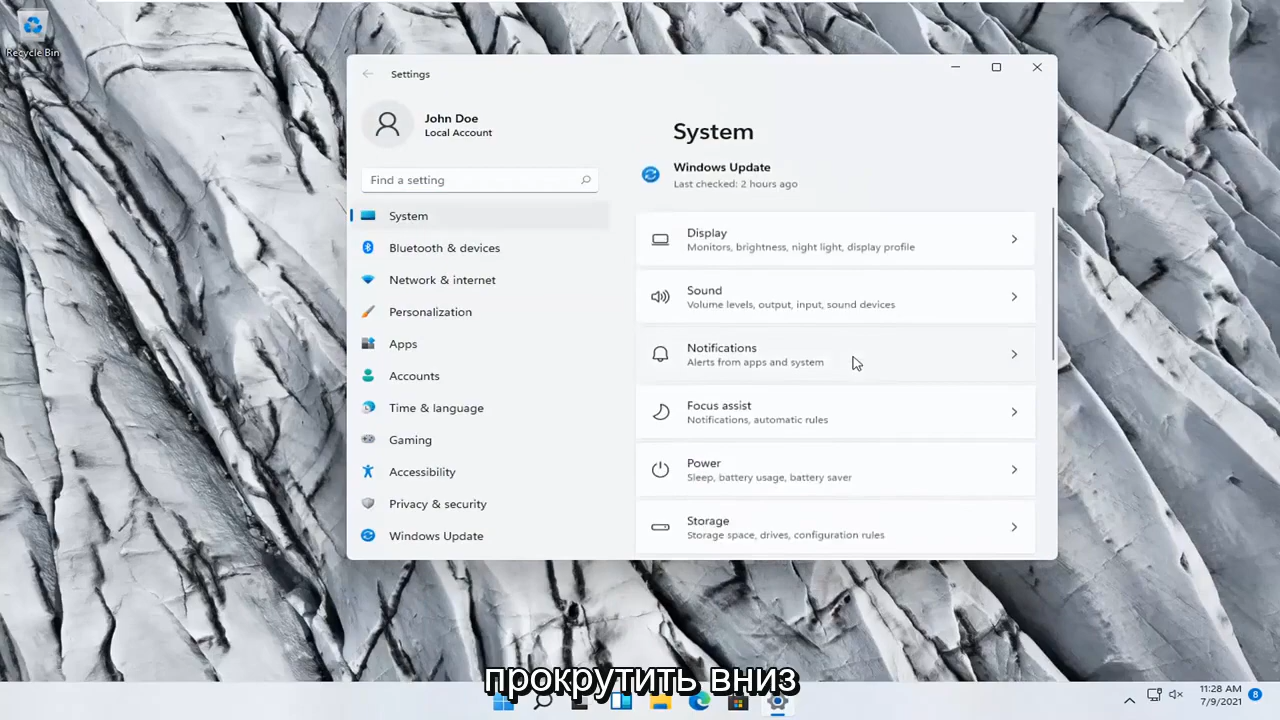 Recycle Bin
Settings
John Doe
Local Account
Find a setting
System
Bluetooth & devices
Network & internet
Personalization
Apps
Accounts
Time & language
Gaming
Accessibility
Privacy & security
Windows Update
System
Windows Update
Last checked: 2 hours ago
Display
Monitors, brightness, night light, display profile
Sound
Volume levels, output, input, sound devices
Notifications
Alerts from apps and system
Focus assist
Notifications, automatic rules
Power
Sleep, battery usage, battery saver
Storage
Storage space, drives, configuration rules
прокрутить вниз
11:28 AM
7/9/2021
8